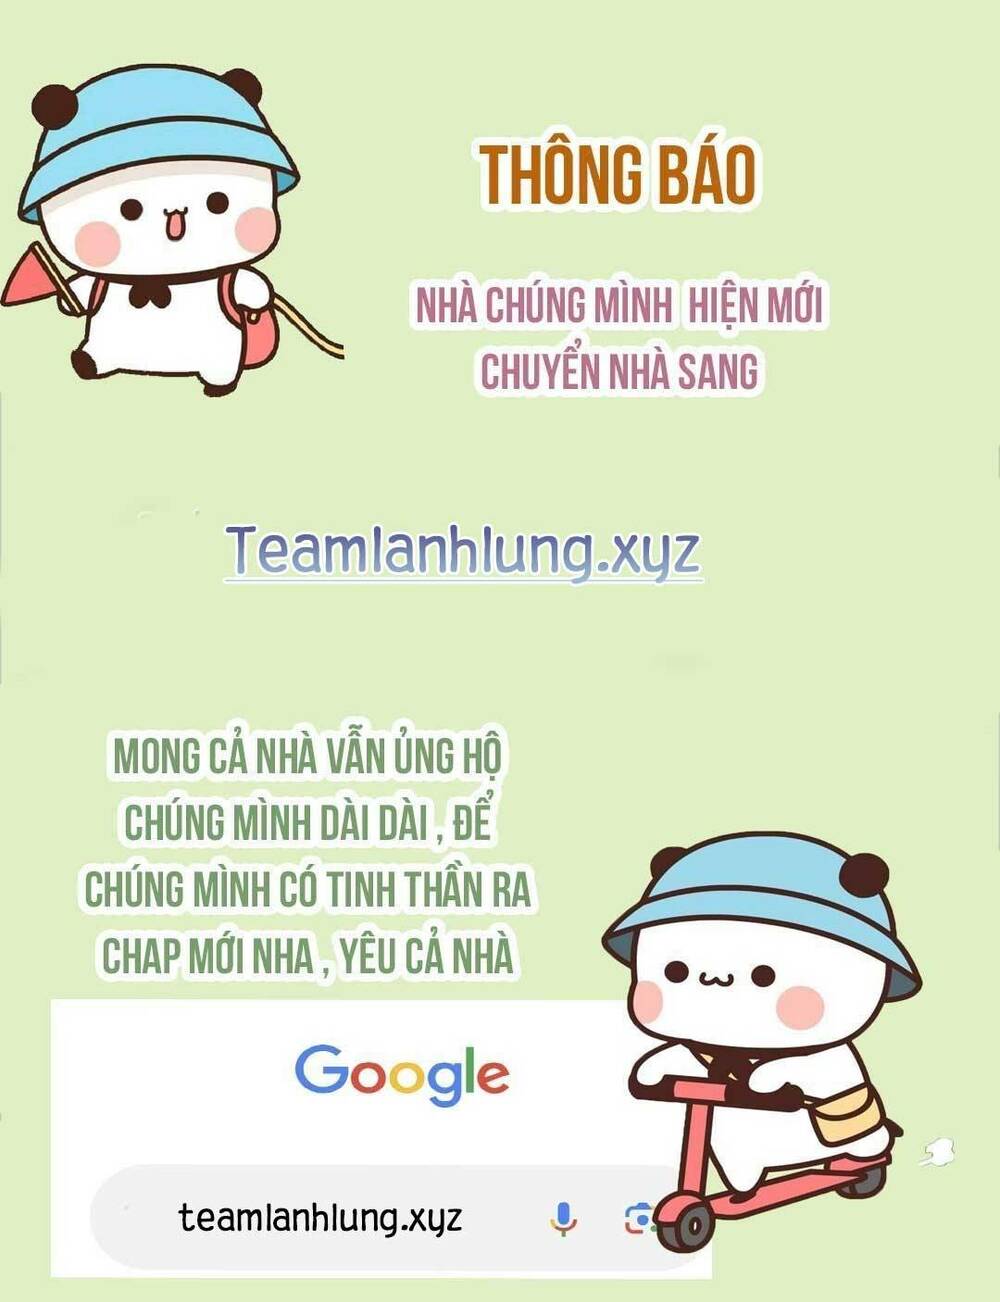 THÔNG BÁO
NHÀ CHÚNG MÌNH HIỆN MỚI
CHUYỂN NHÀ SANG
Teamlanhlung.xyz
MONG CẢ NHÀ VẪN ỦNG HỘ
CHÚNG MÌNH DÀI DÀI , ĐỂ
CHÚNG MÌNH CÓ TINH THẦN RA
CHAP MỚI NHA , YÊU CẢ NHÀ
Google
teamlanhlung.xyz